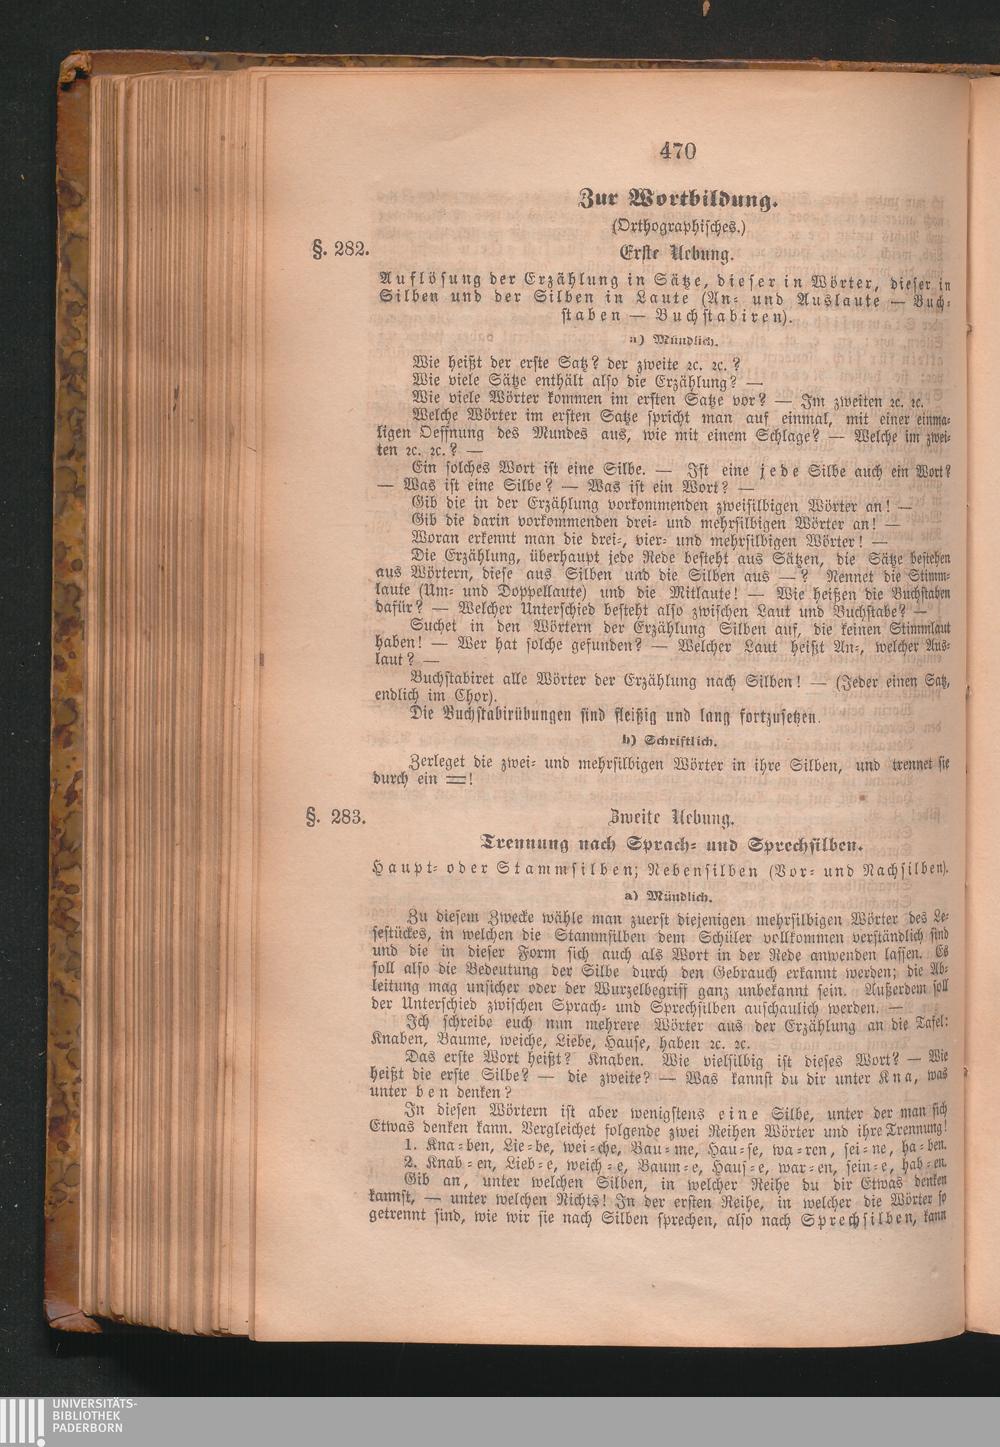 470
Zur Wortbildung.
(Orthographisches.)
§. 282.
Erste Uebung.
Auflösung der Erzählung in Sätze, dieser in Wörter, dieser in
Silben und der Silben in Laute (An- und Auslaute — Buch-
staben — Buchstabiren).
a) Mündlich.
Wie heißt der erste Satz? der zweite ꝛc. ꝛc. ?
Wie viele Sätze enthält also die Erzählung? —
Wie viele Wörter kommen im ersten Satze vor? — Im zweiten ꝛc. ꝛc.
Welche Wörter im ersten Satze spricht man auf einmal, mit einer einma-
ligen Oeffnung des Mundes aus, wie mit einem Schlage? — Welche im zwei-
ten ꝛc. ꝛc. ? —
Ein solches Wort ist eine Silbe. — Ist eine jede Silbe auch ein Wort?
— Was ist eine Silbe? — Was ist ein Wort? —
Gib die in der Erzählung vorkommenden zweisilbigen Wörter an! —
Gib die darin vorkommenden drei- und mehrsilbigen Wörter an! —
Woran erkennt man die drei-, vier- und mehrsilbigen Wörter! —
Die Erzählung, überhaupt jede Rede besteht aus Sätzen, die Sätze bestehen
aus Wörtern, diese aus Silben und die Silben aus — ? Nennet die Stimm-
laute (Um- und Doppellaute) und die Mitlaute! — Wie heißen die Buchstaben
dafür? — Welcher Unterschied besteht also zwischen Laut und Buchstabe? —
Suchet in den Wörtern der Erzählung Silben auf, die keinen Stimmlaut
haben! — Wer hat solche gefunden? — Welcher Laut heißt An-, welcher Aus-
laut? —
Buchstabiret alle Wörter der Erzählung nach Silben! — (Jeder einen Satz,
endlich im Chor).
Die Buchstabirübungen sind fleißig und lang fortzusetzen.
b) Schriftlich.
Zerleget die zwei- und mehrsilbigen Wörter in ihre Silben, und trennet sie
durch ein =!
§. 283.
Zweite Uebung.
Trennung nach Sprach- und Sprechsilben.
Haupt- oder Stammsilben; Nebensilben (Vor- und Nachsilben).
a) Mündlich.
Zu diesem Zwecke wähle man zuerst diejenigen mehrsilbigen Wörter des Le-
sestückes, in welchen die Stammsilben dem Schüler vollkommen verständlich sind
und die in dieser Form sich auch als Wort in der Rede anwenden lassen. Es
soll also die Bedeutung der Silbe durch den Gebrauch erkannt werden; die Ab-
leitung mag unsicher oder der Wurzelbegriff ganz unbekannt sein. Außerdem soll
der Unterschied zwischen Sprach- und Sprechsilben anschaulich werden. —
Ich schreibe euch nun mehrere Wörter aus der Erzählung an die Tafel:
Knaben, Baume, weiche, Liebe, Hause, haben ꝛc. ꝛc.
Das erste Wort heißt? Knaben. Wie vielsilbig ist dieses Wort? — Wie
heißt die erste Silbe? — die zweite? — Was kannst du dir unter Kna, was
unter ben denken?
In diesen Wörtern ist aber wenigstens eine Silbe, unter der man sich
Etwas denken kann. Vergleichet folgende zwei Reihen Wörter und ihre Trennung!
1. Kna-ben, Lie-be, wei-che, Bau-me, Hau-se, wa-ren, sei-ne, ha-ben.
2. Knab-en, Lieb-e, weich-e, Baum-e, Haus-e, war-en, sein-e, hab-en.
Gib an, unter welchen Silben, in welcher Reihe du dir Etwas denken
kannst, — unter welchen Nichts! In der ersten Reihe, in welcher die Wörter so
getrennt sind, wie wir sie nach Silben sprechen, also nach Sprechsilben, kann
UNIVERSITÄTS-
BIBLIOTHEK
PADERBORN